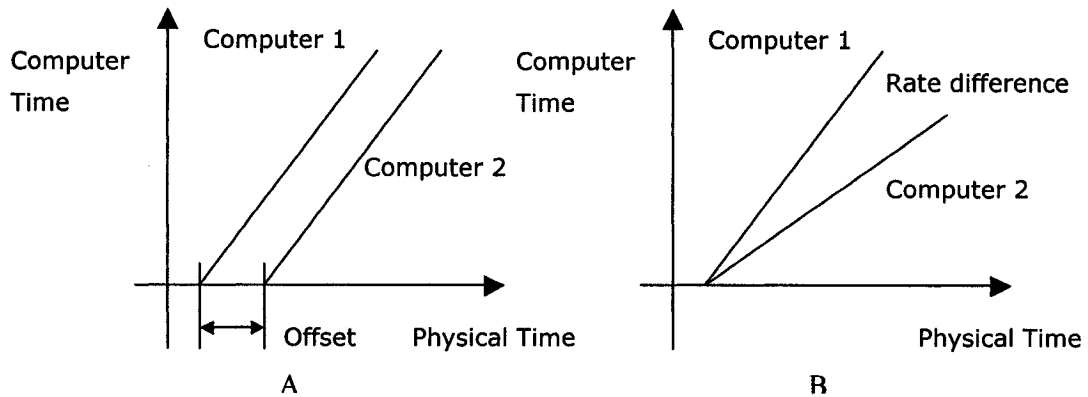 Computer 1
Computer
Time
Computer 2
Offset
Physical Time
A
Computer 1
Computer
Time
Rate difference
Computer 2
Physical Time
B